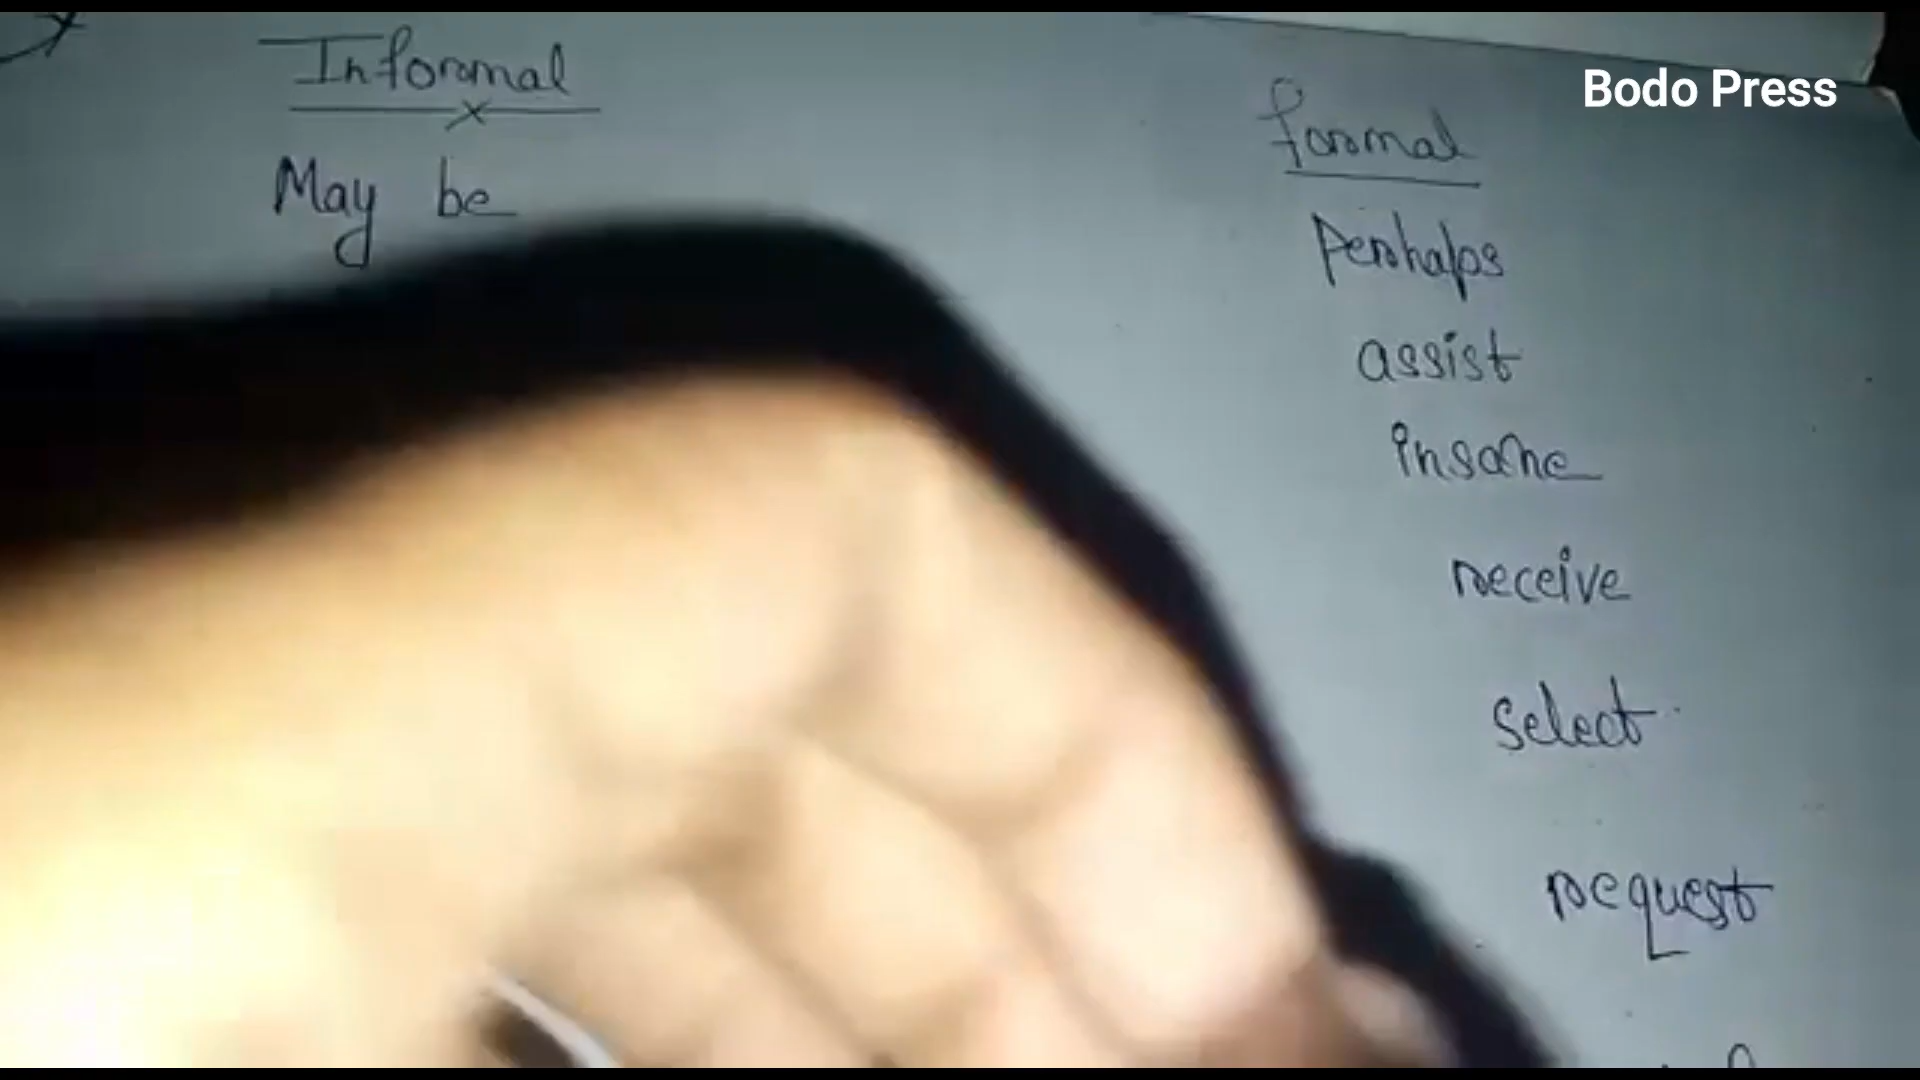 Informal
formal
Bodo Press
May be
perhaps
assist
insane
receive
select
request